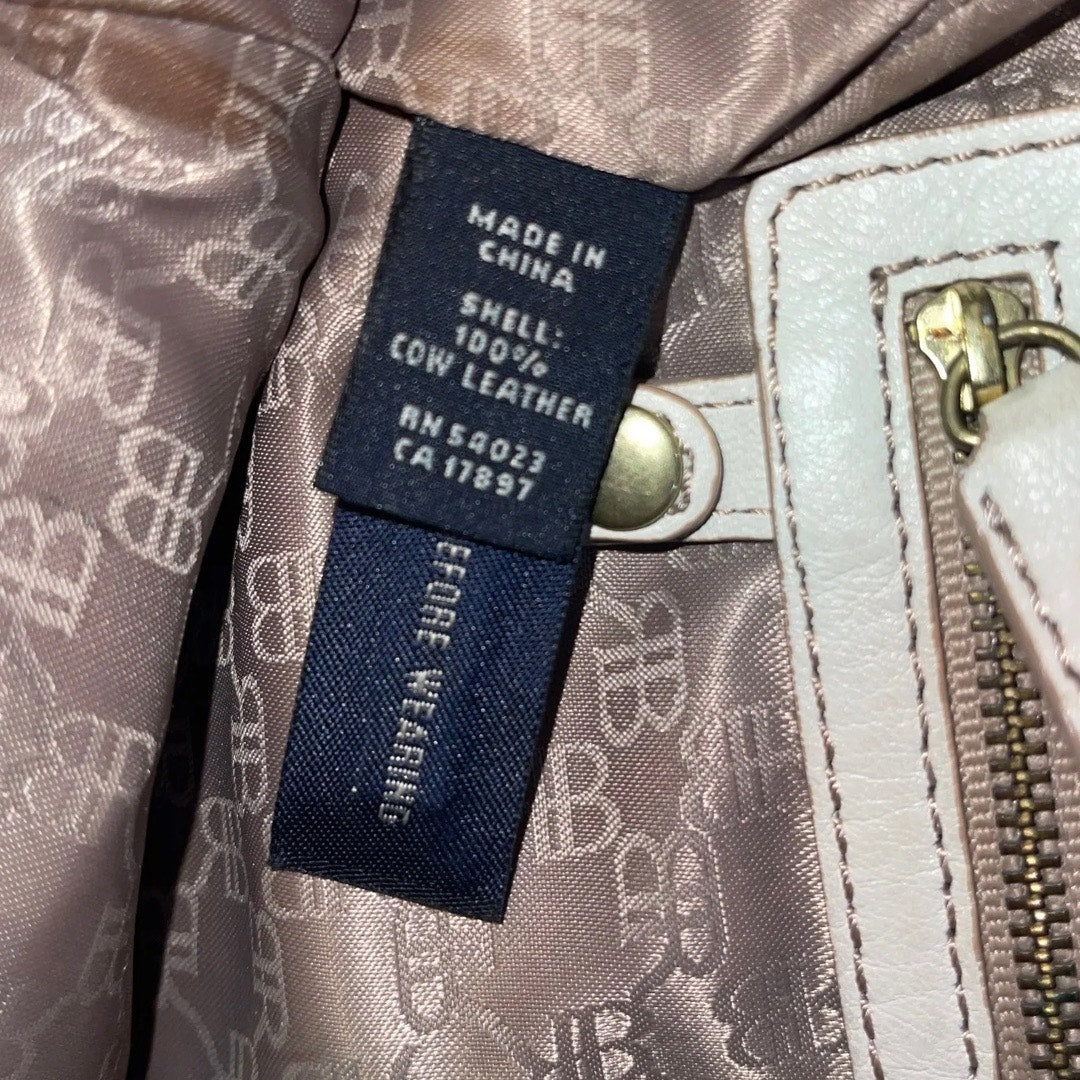 MADE IN
CHINA
SHELL:
100%
COW LEATHER
RN 54023
CA 17897
EFORE WEARING